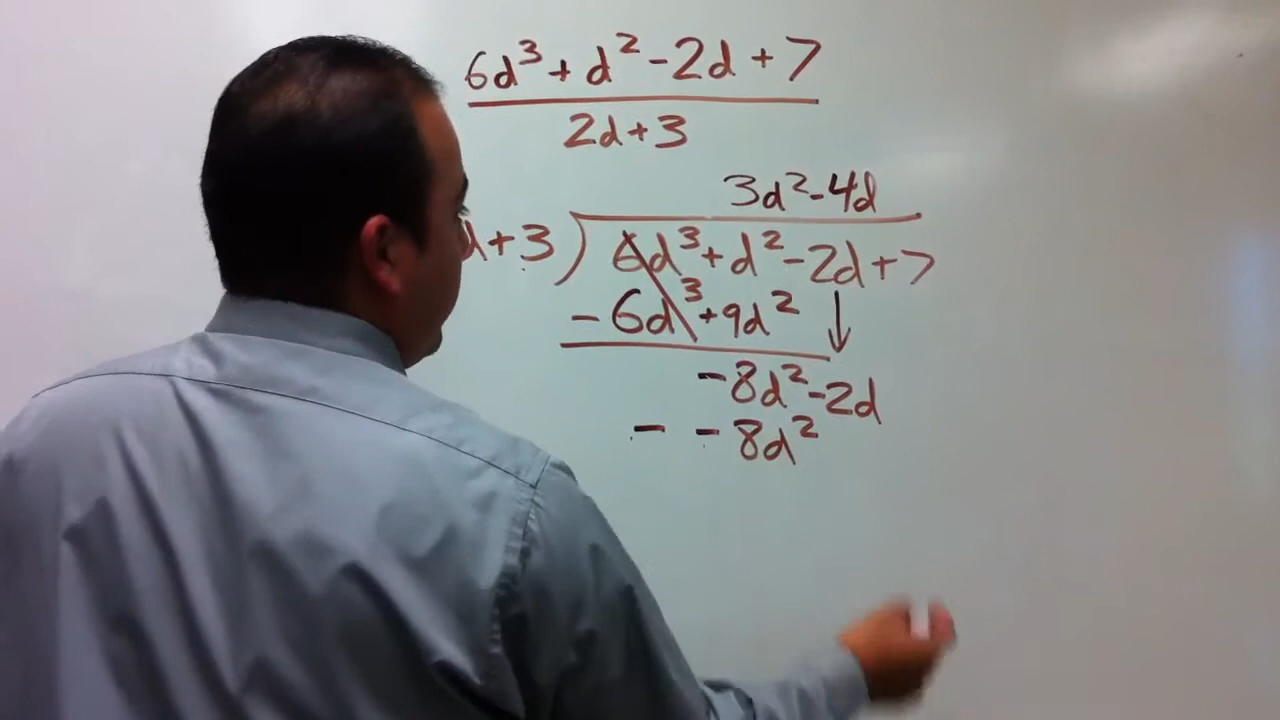 6d³+d²-2d+7
2d+3
3d²-4d
d+3 ) 6d³+d²-2d+7
- 6d³+9d²
-8d²-2d
- -8d²